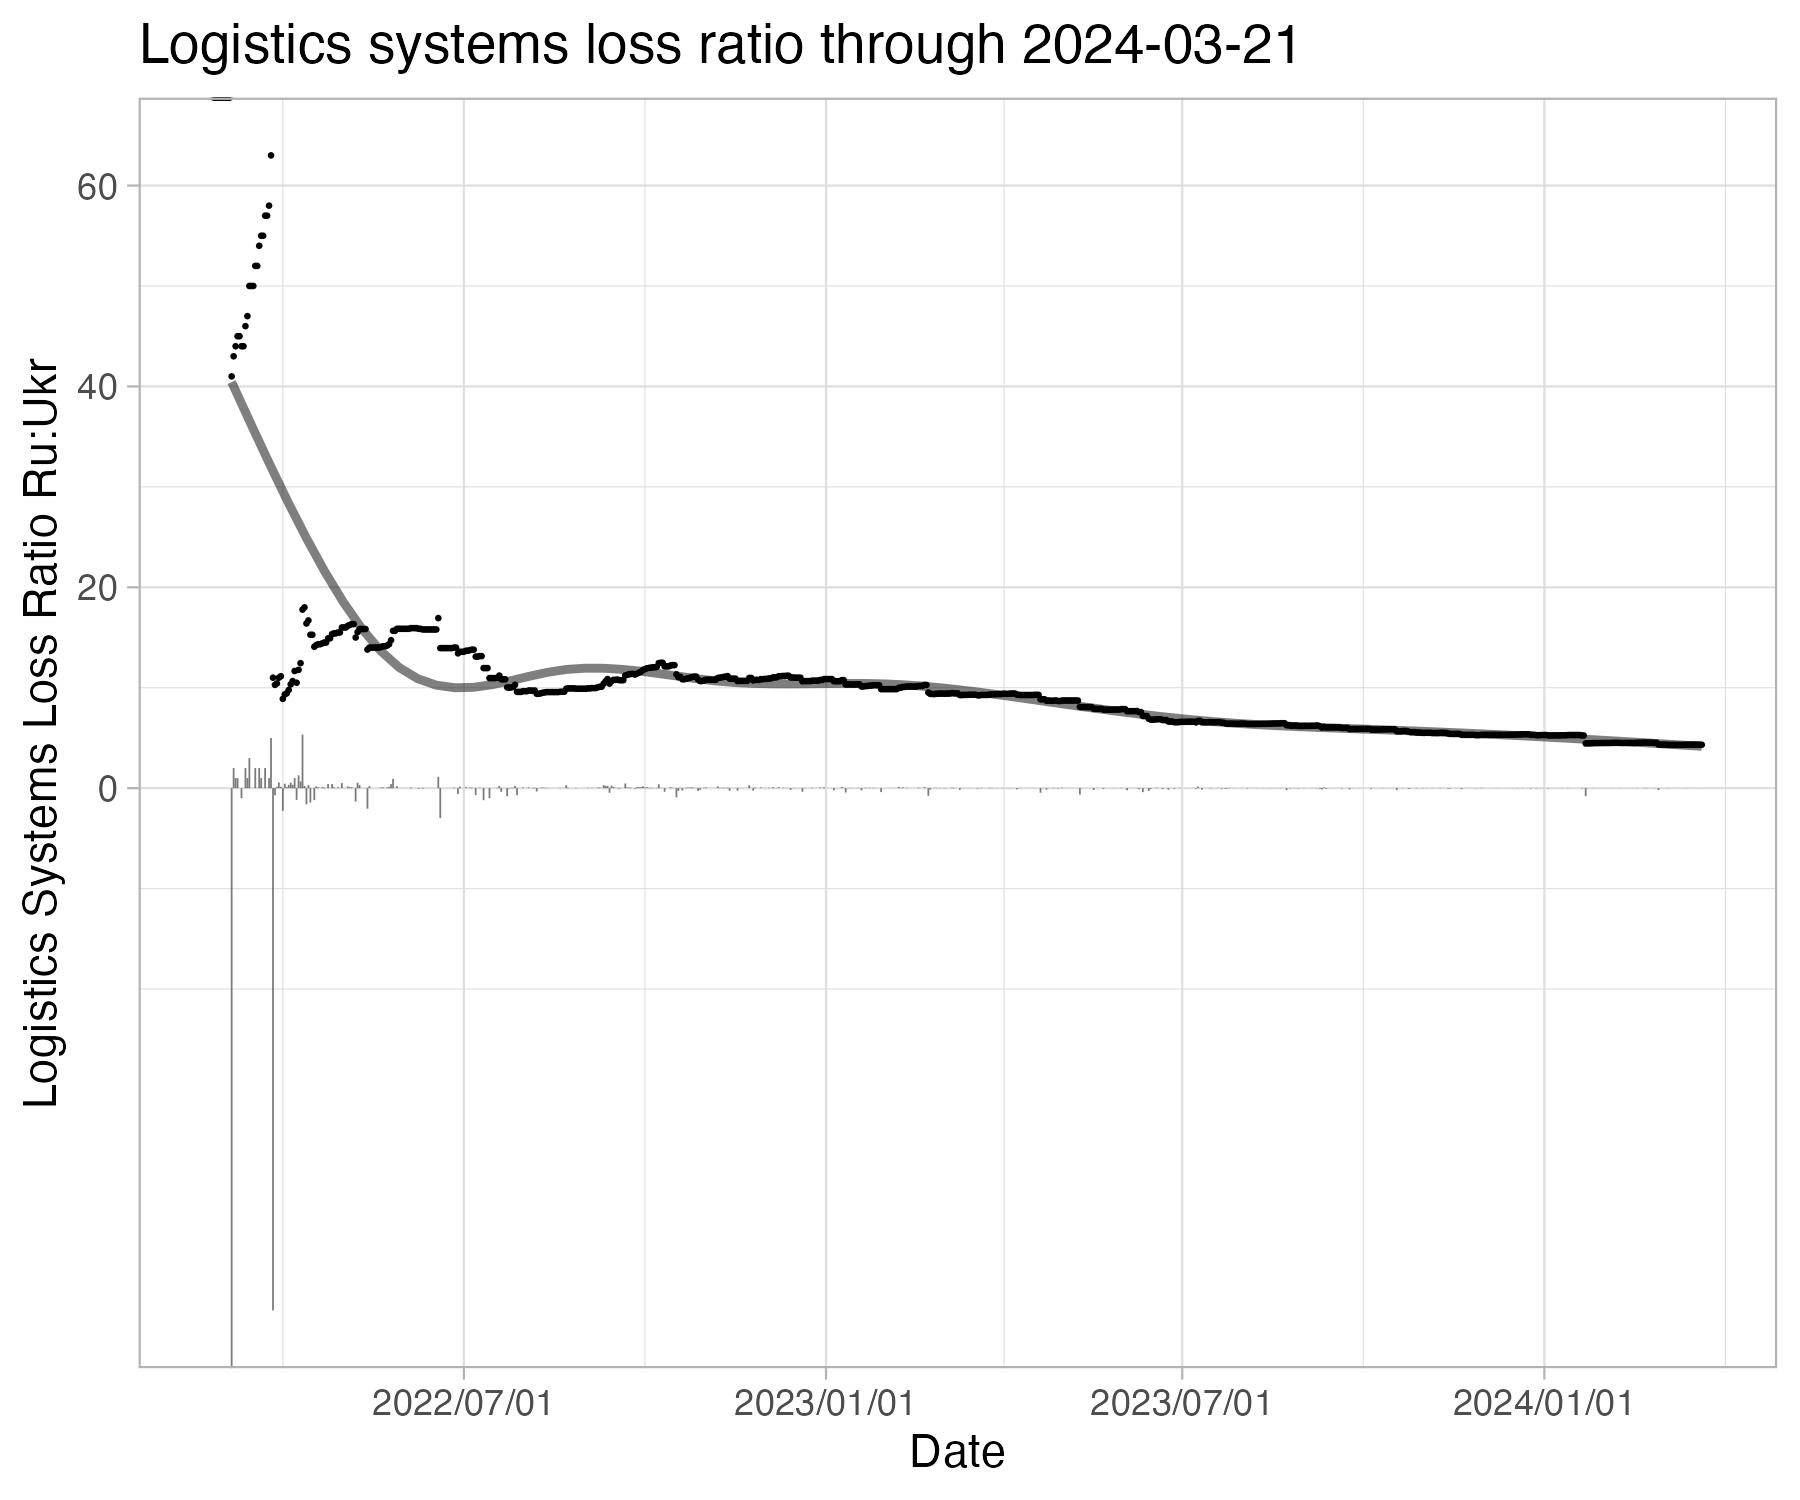 Logistics systems loss ratio through 2024-03-21
Logistics Systems Loss Ratio Ru:Ukr
60
40
20
0
2022/07/01
2023/01/01
2023/07/01
2024/01/01
Date